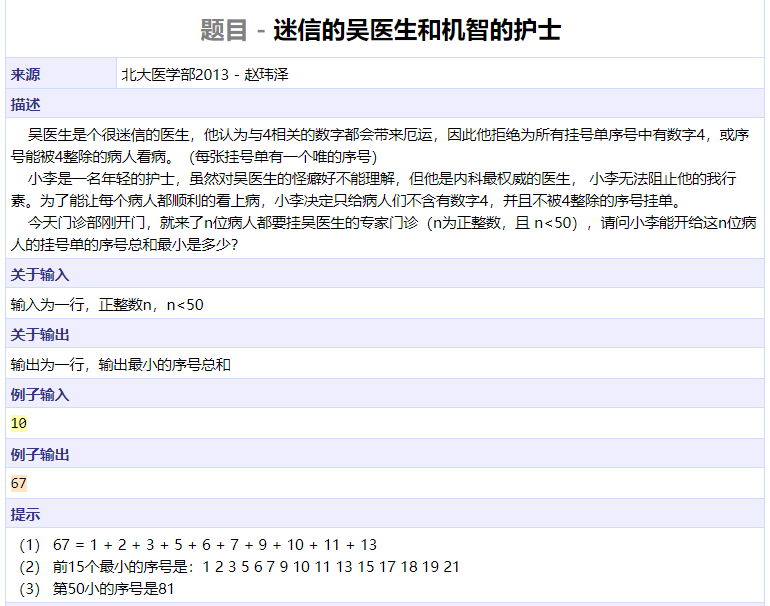 题目 - 迷信的吴医生和机智的护士
来源 北大医学部2013 - 赵玮泽
描述
吴医生是个很迷信的医生，他认为与4相关的数字都会带来厄运，因此他拒绝为所有挂号单序号中有数字4，或序
号能被4整除的病人看病。（每张挂号单有一个唯的序号）
小李是一名年轻的护士，虽然对吴医生的怪癖好不能理解，但他是内科最权威的医生， 小李无法阻止他的我行
素。为了能让每个病人都顺利的看上病，小李决定只给病人们不含有数字4，并且不被4整除的序号挂单。
今天门诊部刚开门，就来了n位病人都要挂吴医生的专家门诊（n为正整数，且 n<50），请问小李能开给这n位病
人的挂号单的序号总和最小是多少？
关于输入
输入为一行，正整数n，n<50
关于输出
输出为一行，输出最小的序号总和
例子输入
10
例子输出
67
提示
（1） 67 = 1 + 2 + 3 + 5 + 6 + 7 + 9 + 10 + 11 + 13
（2） 前15个最小的序号是：1 2 3 5 6 7 9 10 11 13 15 17 18 19 21
（3） 第50小的序号是81